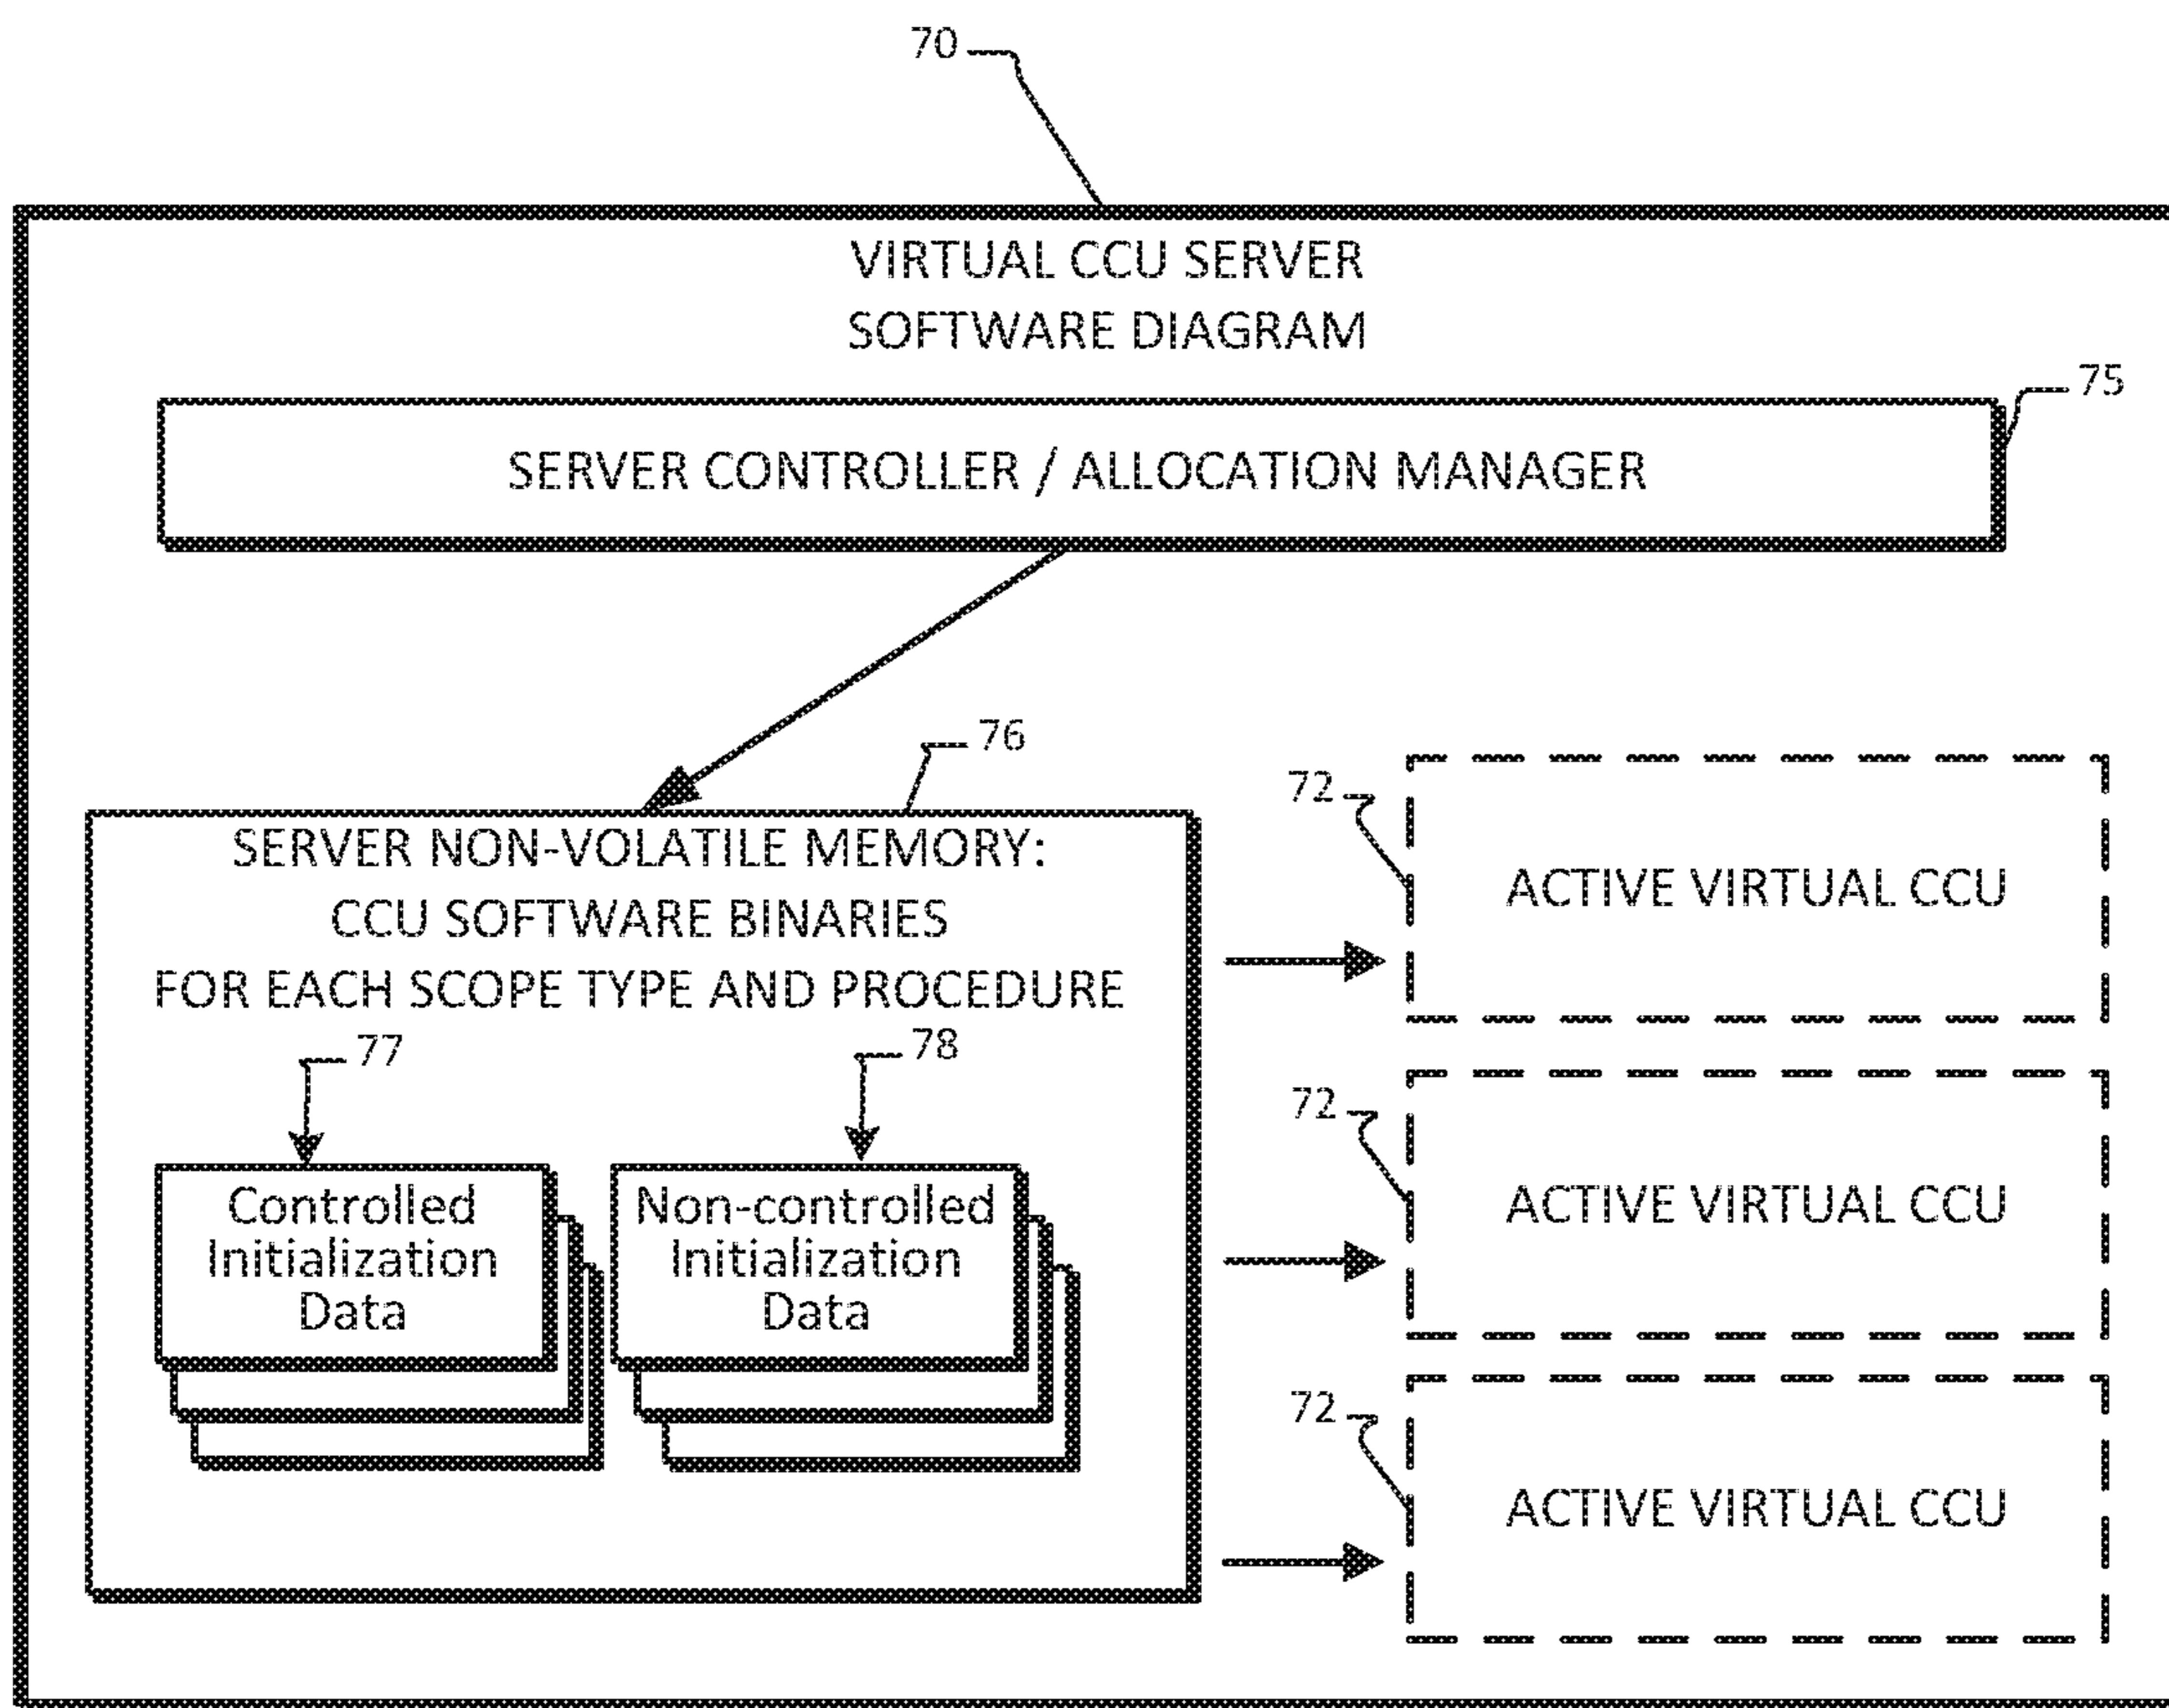 70
VIRTUAL CCU SERVER
SOFTWARE DIAGRAM
75
SERVER CONTROLLER / ALLOCATION MANAGER
76
SERVER NON-VOLATILE MEMORY:
CCU SOFTWARE BINARIES
FOR EACH SCOPE TYPE AND PROCEDURE
77
78
Controlled
Initialization
Data
Non-controlled
Initialization
Data
72
ACTIVE VIRTUAL CCU
72
ACTIVE VIRTUAL CCU
72
ACTIVE VIRTUAL CCU